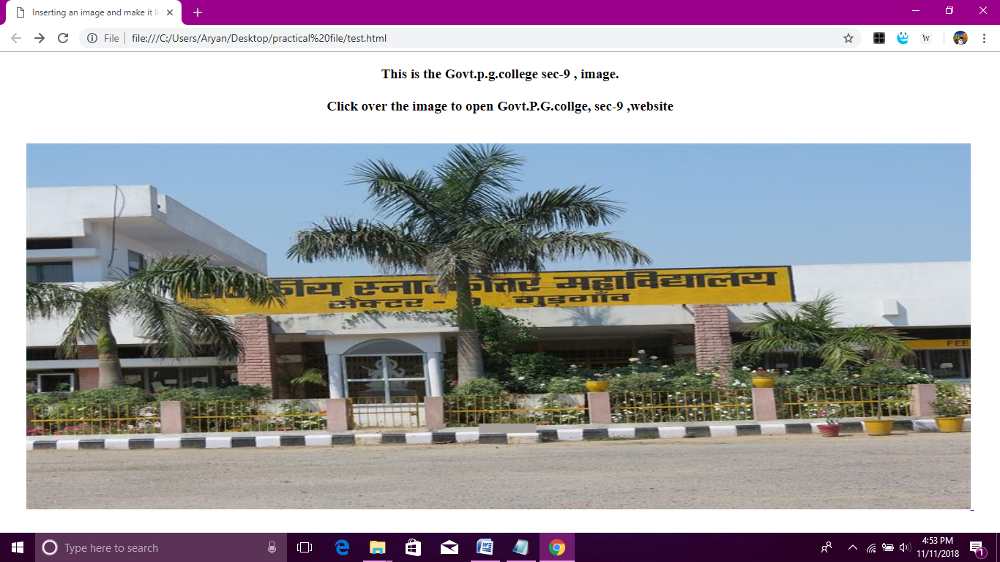 Inserting an image and make it li
File
file:///C:/Users/Aryan/Desktop/practical%20file/test.html
W
This is the Govt.p.g.college sec-9 , image.
Click over the image to open Govt.P.G.collge, sec-9 ,website
स्नातकोतर महाविद्यालय
सैक्टर - 9 गुड़गाँव
FEE
Type here to search
4:53 PM
11/11/2018
1